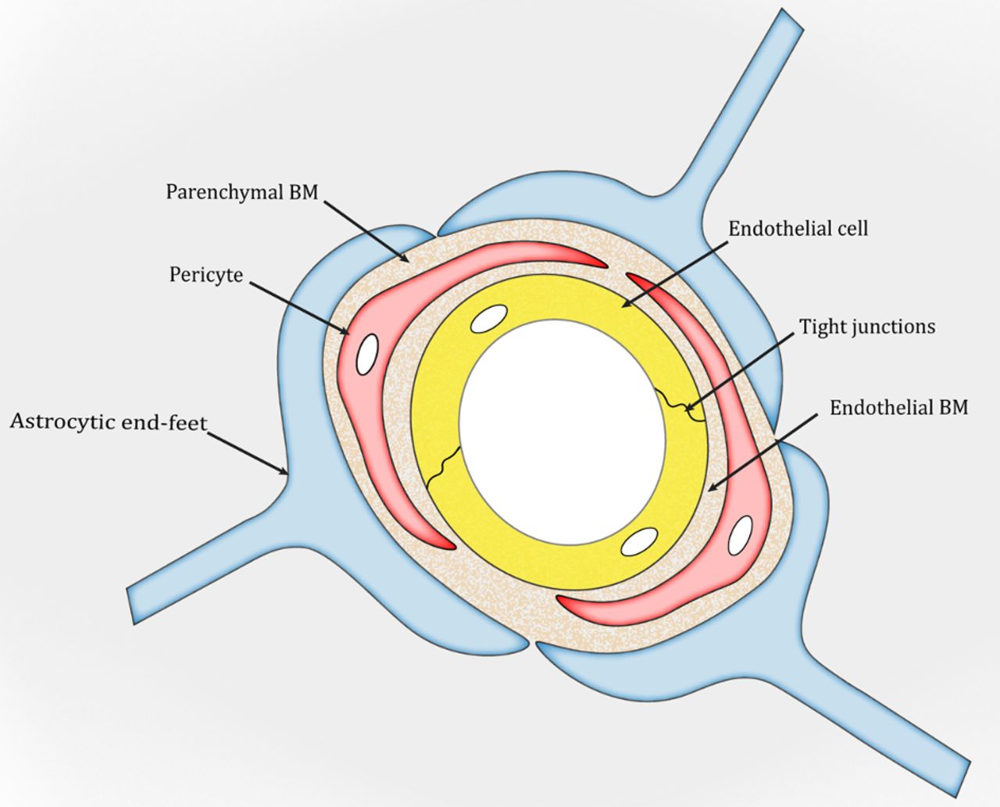 Parenchymal BM
Endothelial cell
Pericyte
Tight junctions
Endothelial BM
Astrocytic end-feet